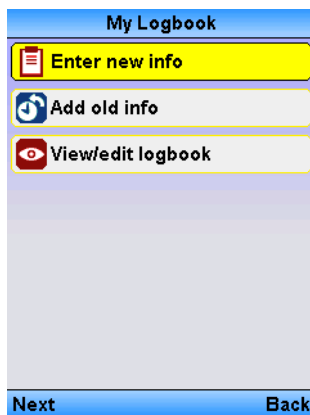 My Logbook
Enter new info
Add old info
View/edit logbook
Next Back